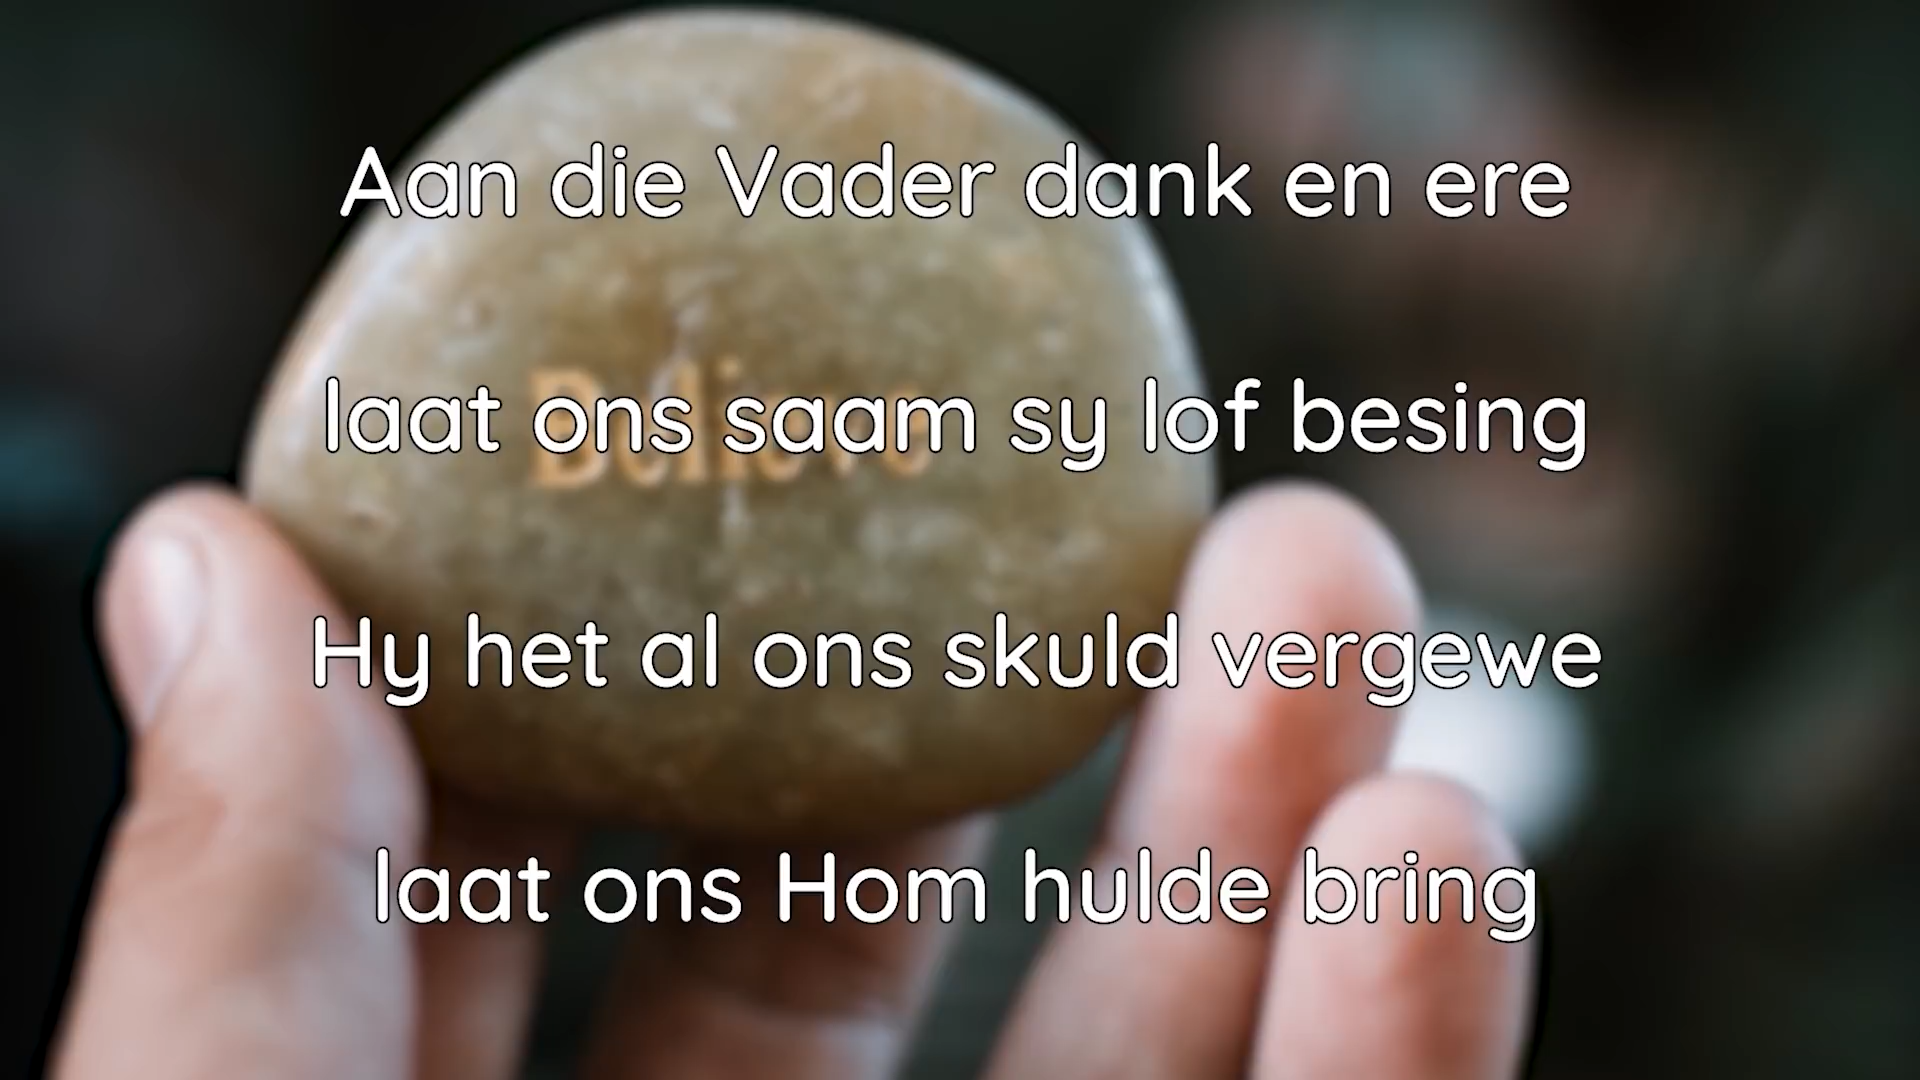 Aan die Vader dank en ere
Believe
laat ons saam sy lof besing
Hy het al ons skuld vergewe
laat ons Hom hulde bring